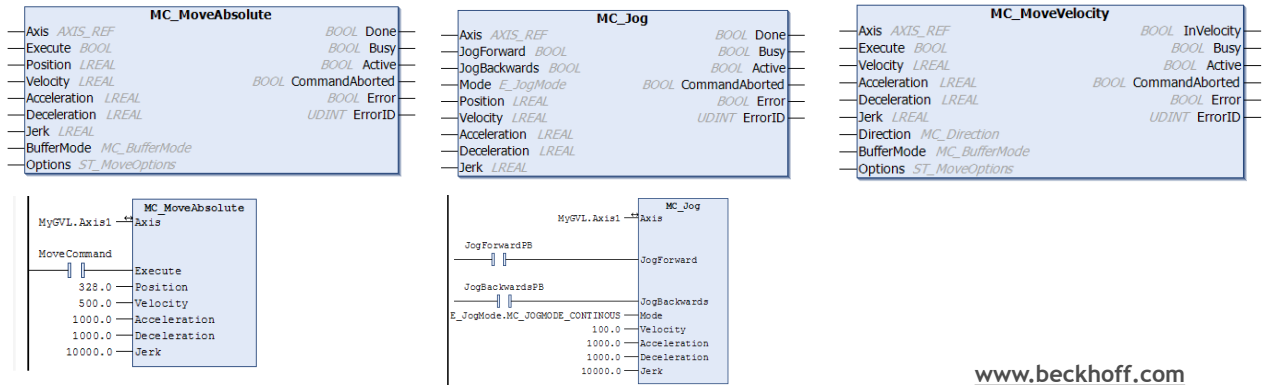 MC_MoveAbsolute
Axis AXIS_REF BOOL Done
Execute BOOL BOOL Busy
Position LREAL BOOL Active
Velocity LREAL BOOL CommandAborted
Acceleration LREAL BOOL Error
Deceleration LREAL UDINT ErrorID
Jerk LREAL
BufferMode MC_BufferMode
Options ST_MoveOptions
MC_Jog
Axis AXIS_REF BOOL Done
JogForward BOOL BOOL Busy
JogBackwards BOOL BOOL Active
Mode E_JogMode BOOL CommandAborted
Position LREAL BOOL Error
Velocity LREAL UDINT ErrorID
Acceleration LREAL
Deceleration LREAL
Jerk LREAL
MC_MoveVelocity
Axis AXIS_REF BOOL InVelocity
Execute BOOL BOOL Busy
Velocity LREAL BOOL Active
Acceleration LREAL BOOL CommandAborted
Deceleration LREAL BOOL Error
Jerk LREAL UDINT ErrorID
Direction MC_Direction
BufferMode MC_BufferMode
Options ST_MoveOptions
MC_MoveAbsolute
MyGVL.Axis1 Axis
MoveCommand
Execute
328.0 Position
500.0 Velocity
1000.0 Acceleration
1000.0 Deceleration
10000.0 Jerk
MC_Jog
MyGVL.Axis1 Axis
JogForwardPB
JogForward
JogBackwardsPB
JogBackwards
E_JogMode.MC_JOGMODE_CONTINOUS Mode
100.0 Velocity
1000.0 Acceleration
1000.0 Deceleration
10000.0 Jerk
www.beckhoff.com